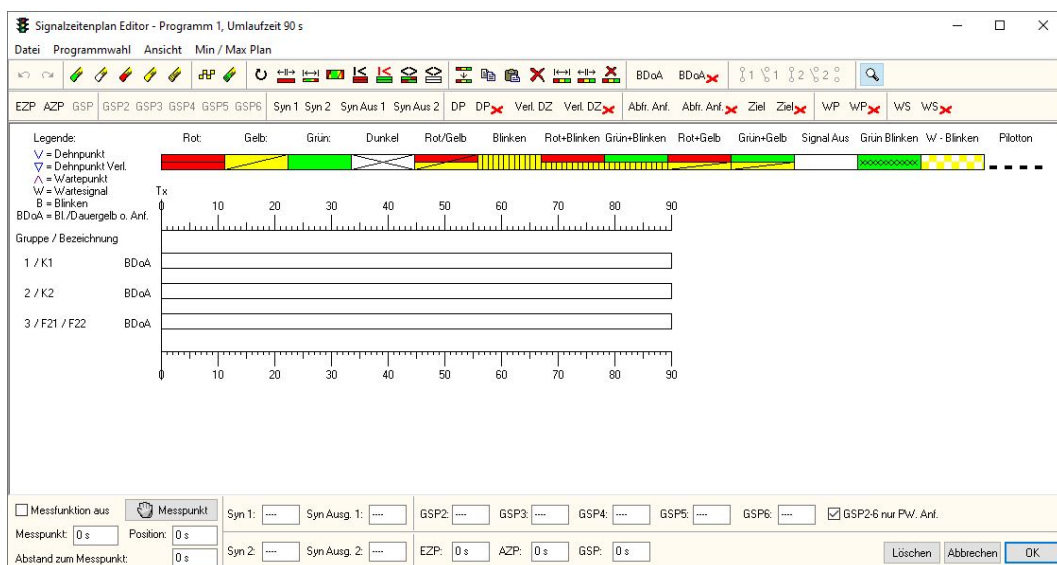 Signalzeitenplan Editor - Programm 1, Umlaufzeit 90 s
Datei Programmwahl Ansicht Min / Max Plan
BDoA BDoA 1 1 2 2
EZP AZP GSP GSP2 GSP3 GSP4 GSP5 GSP6 Syn 1 Syn 2 Syn Aus 1 Syn Aus 2 DP DP Verl. DZ Verl. DZ Abfr. Anf. Abfr. Anf. Ziel Ziel WP WP WS WS
Legende: Rot: Gelb: Grün: Dunkel Rot/Gelb Blinken Rot+Blinken Grün+Blinken Rot+Gelb Grün+Gelb Signal Aus Grün Blinken W - Blinken Pilotton
V = Dehnpunkt
∇ = Dehnpunkt Verl.
Λ = Wartepunkt
W = Wartesignal
B = Blinken
BDoA = Bl./Dauergelb o. Anf.
Tx
0 10 20 30 40 50 60 70 80 90
Gruppe / Bezeichnung
1 / K1 BDoA
2 / K2 BDoA
3 / F21 / F22 BDoA
0 10 20 30 40 50 60 70 80 90
Messfunktion aus Messpunkt Syn 1: ---- Syn Ausg. 1: ---- GSP2: ---- GSP3: ---- GSP4: ---- GSP5: ---- GSP6: ---- GSP2-6 nur PW. Anf.
Messpunkt: 0 s Position: 0 s
Abstand zum Messpunkt: 0 s Syn 2: ---- Syn Ausg. 2: ---- EZP: 0 s AZP: 0 s GSP: 0 s Löschen Abbrechen OK